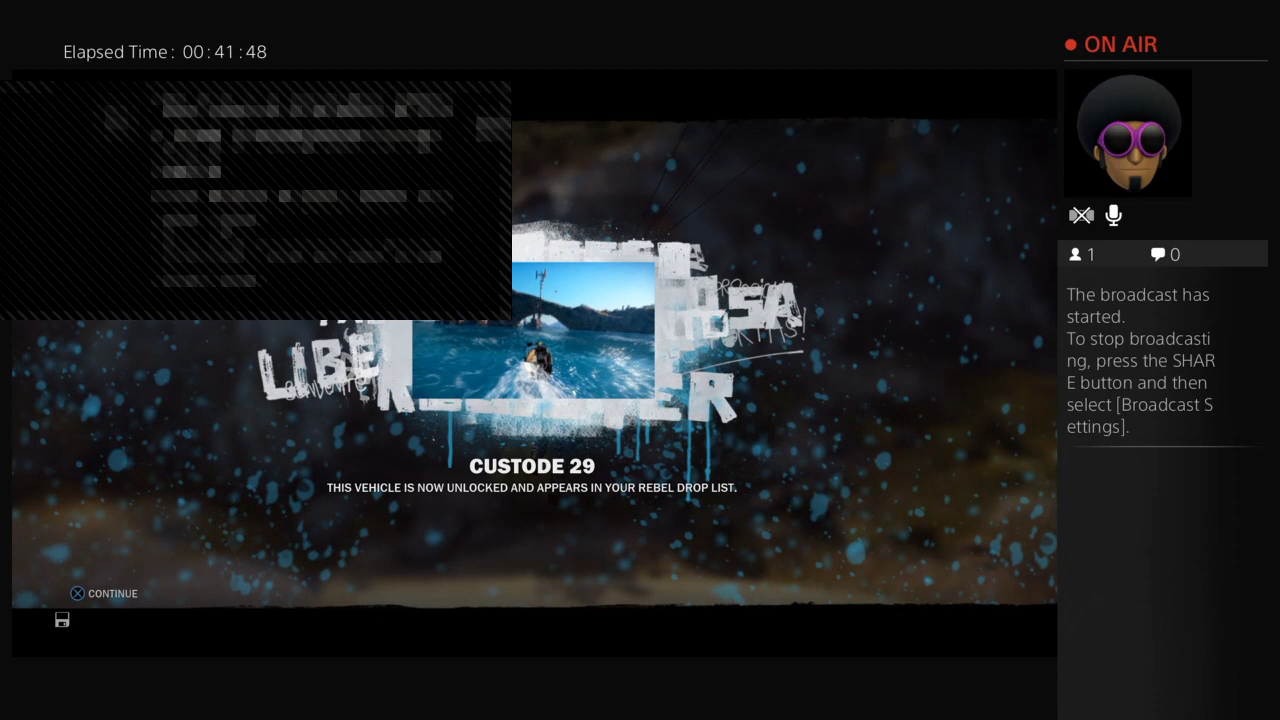 Elapsed Time: 00:41:48
ON AIR
1 0
The broadcast has
started.
To stop broadcasti
ng, press the SHAR
E button and then
select [Broadcast S
ettings].
LIBE
CUSTODE 29
THIS VEHICLE IS NOW UNLOCKED AND APPEARS IN YOUR REBEL DROP LIST.
CONTINUE